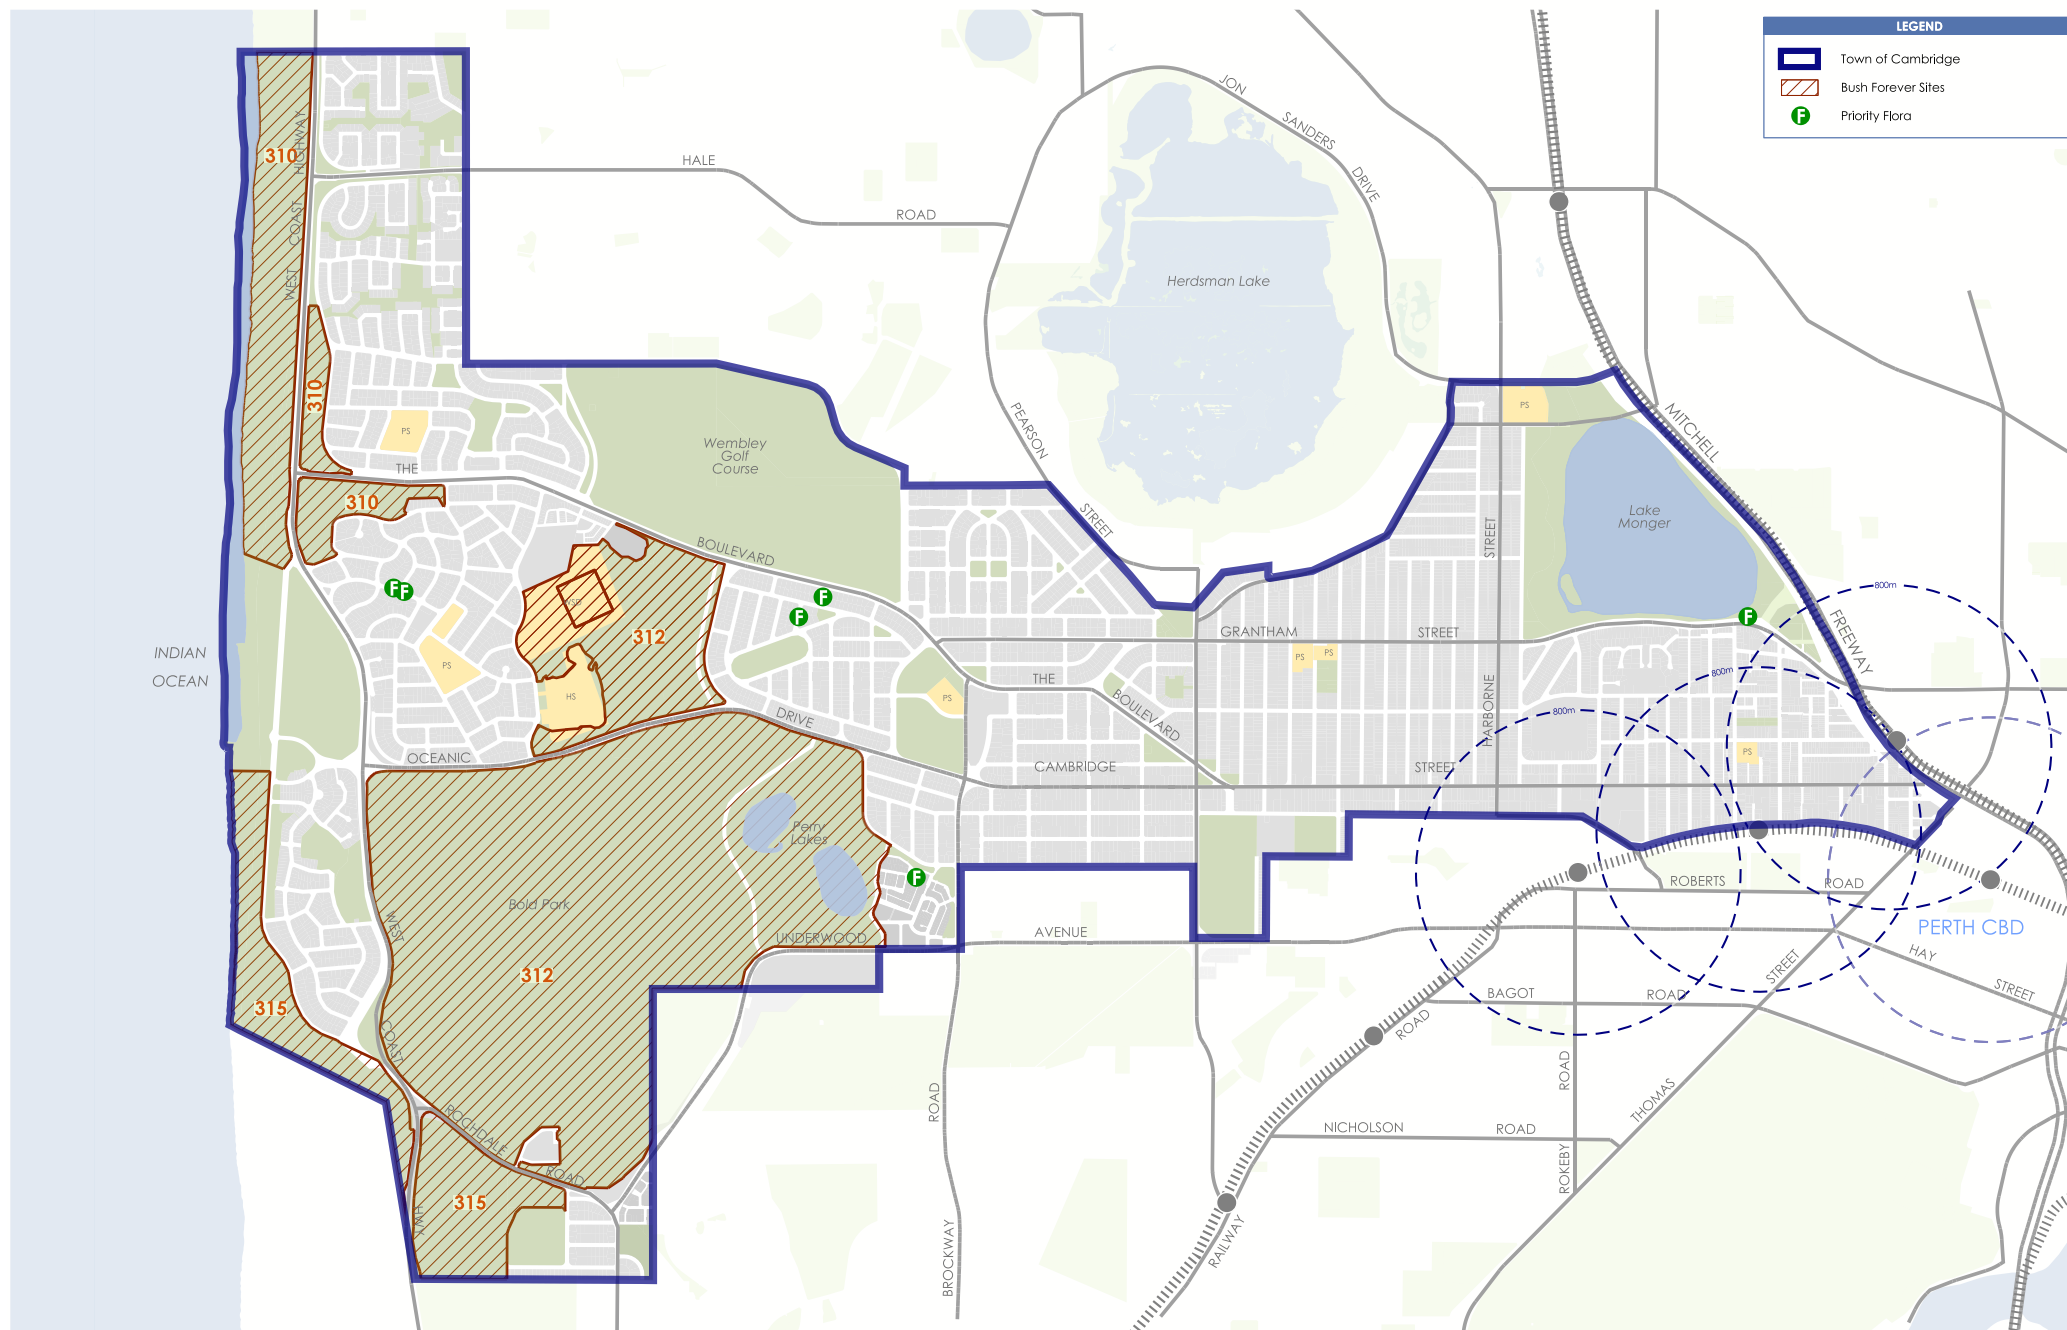 LEGEND
Town of Cambridge
Bush Forever Sites
F
Priority Flora
JON
SANDERS
DRIVE
310
HIGHWAY
COAST
WEST
HALE
ROAD
Herdsman Lake
310
PS
THE
310
Wembley
Golf
Course
PEARSON
STREET
PS
MITCHELL
FREEWAY
Lake
Monger
STREET
HARBORNE
BOULEVARD
F
F
F
F
F
312
HS
PS
INDIAN
OCEAN
GRANTHAM
STREET
PS
PS
THE
BOULEVARD
PS
800m
800m
800m
PS
DRIVE
OCEANIC
CAMBRIDGE
STREET
Perry
Lakes
F
Bold Park
UNDERWOOD
AVENUE
WEST
COAST
HWY
312
315
315
ROCHDALE
ROAD
ROBERTS
ROAD
PERTH CBD
HAY
STREET
BAGOT
ROAD
ROAD
RAILWAY
STREET
THOMAS
ROAD
ROKEBY
NICHOLSON
ROAD
ROAD
BROCKWAY